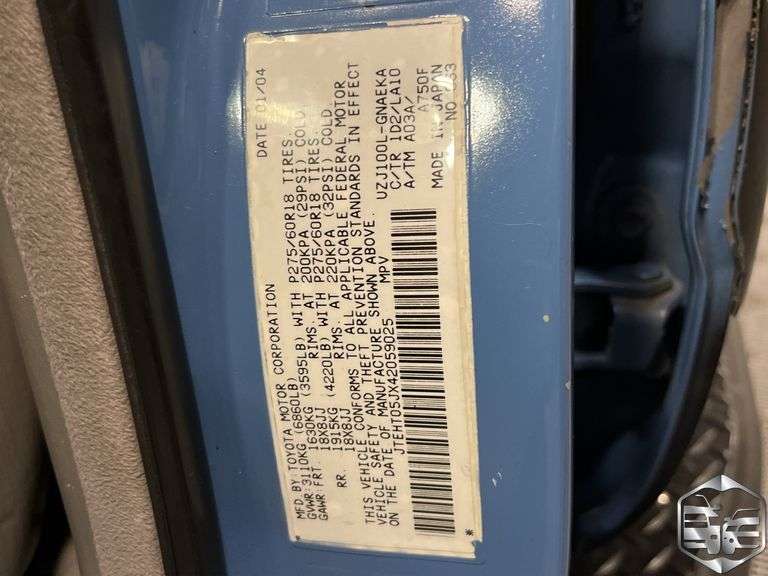 MFD. BY TOYOTA MOTOR CORPORATION DATE 01/04
GVWR 3110KG (6860LB)
GAWR FRT. 1630KG (3595LB) WITH P275/60R18 TIRES.
18X8JJ RIMS. AT 200KPA (29PSI) COLD
RR. 1915KG (4220LB) WITH P275/60R18 TIRES.
18X8JJ RIMS. AT 220KPA (32PSI) COLD
THIS VEHICLE CONFORMS TO ALL APPLICABLE FEDERAL MOTOR
VEHICLE SAFETY AND THEFT PREVENTION STANDARDS IN EFFECT
ON THE DATE OF MANUFACTURE SHOWN ABOVE.
JTEHT05JX42059025 MPV
UZJ100L-GNAEKA
C/TR 1D2/LA10
A/TM A03A/
A750F
MADE IN JAPAN